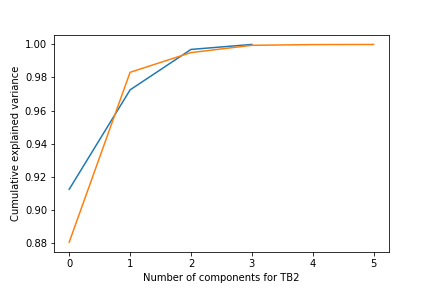 1.00
0.98
0.96
0.94
0.92
0.90
0.88
Cumulative explained variance
0 1 2 3 4 5
Number of components for TB2